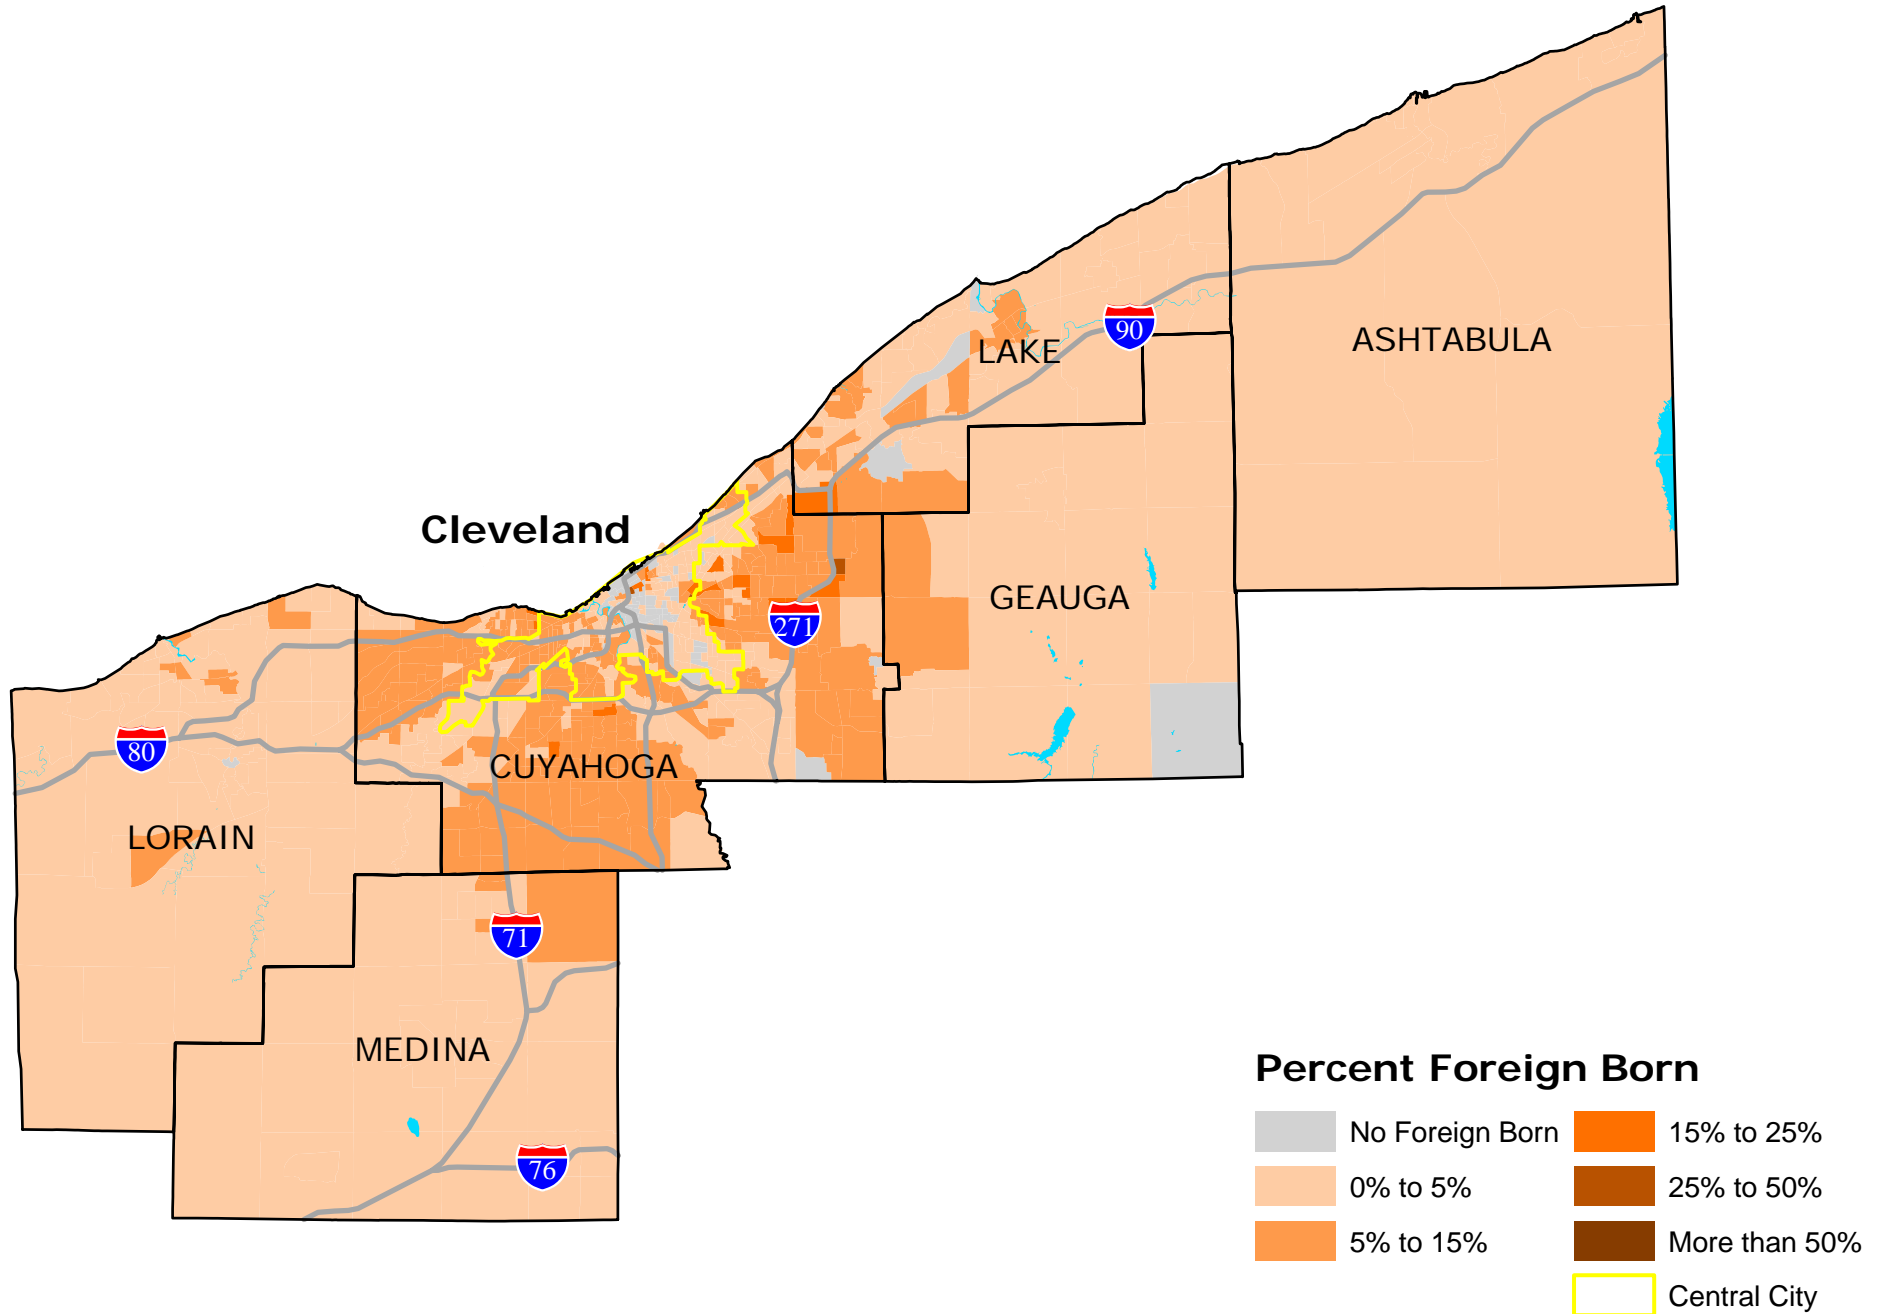 90
LAKE
ASHTABULA
Cleveland
GEAUGA
271
80
CUYAHOGA
LORAIN
71
MEDINA
76
Percent Foreign Born
No Foreign Born
15% to 25%
0% to 5%
25% to 50%
5% to 15%
More than 50%
Central City